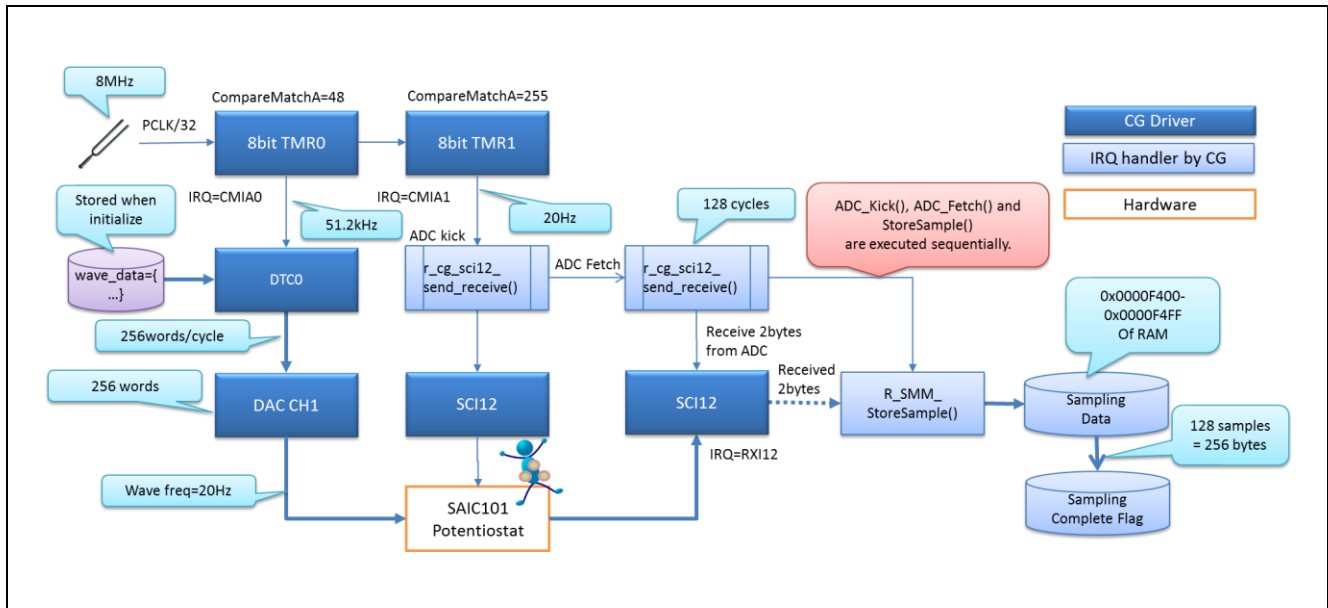 8MHz
PCLK/32
CompareMatchA=48
8bit TMR0
CompareMatchA=255
8bit TMR1
CG Driver
IRQ handler by CG
Hardware
Stored when
initialize
wave_data={
...}
IRQ=CMIA0
51.2kHz
IRQ=CMIA1
20Hz
ADC kick
128 cycles
ADC_Kick(), ADC_Fetch() and
StoreSample()
are executed sequentially.
DTC0
r_cg_sci12_
send_receive()
ADC Fetch
r_cg_sci12_
send_receive()
0x0000F400-
0x0000F4FF
Of RAM
256words/cycle
Receive 2bytes
from ADC
256 words
DAC CH1
SCI12
SCI12
Received
2bytes
R_SMM_
StoreSample()
Sampling
Data
128 samples
= 256 bytes
IRQ=RXI12
Wave freq=20Hz
SAIC101
Potentiostat
Sampling
Complete Flag